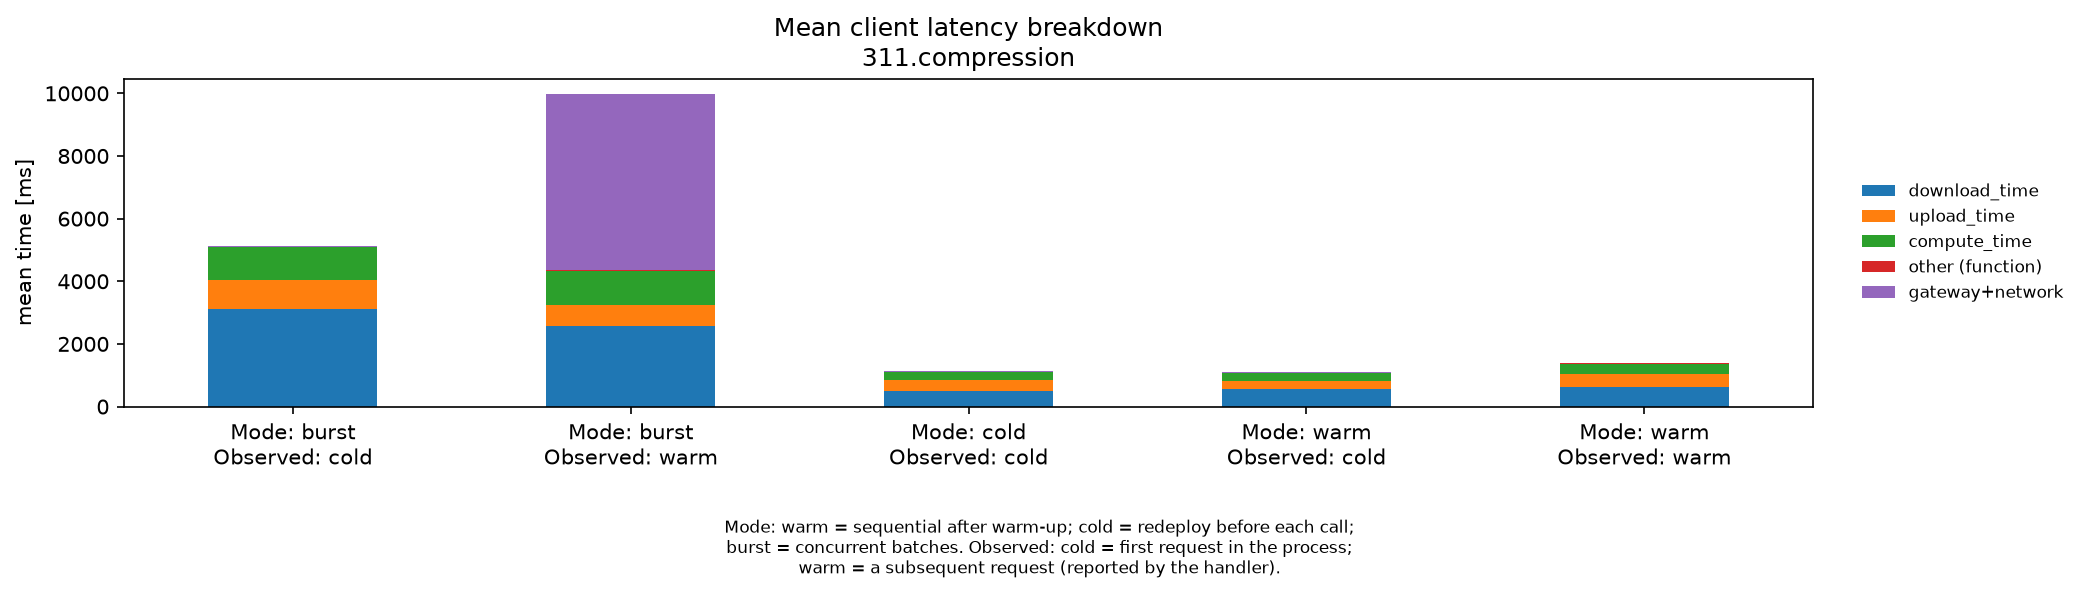 Mean client latency breakdown
311.compression
mean time [ms]
10000
8000
6000
4000
2000
0
Mode: burst
Observed: cold
Mode: burst
Observed: warm
Mode: cold
Observed: cold
Mode: warm
Observed: cold
Mode: warm
Observed: warm
download_time
upload_time
compute_time
other (function)
gateway+network
Mode: warm = sequential after warm-up; cold = redeploy before each call;
burst = concurrent batches. Observed: cold = first request in the process;
warm = a subsequent request (reported by the handler).